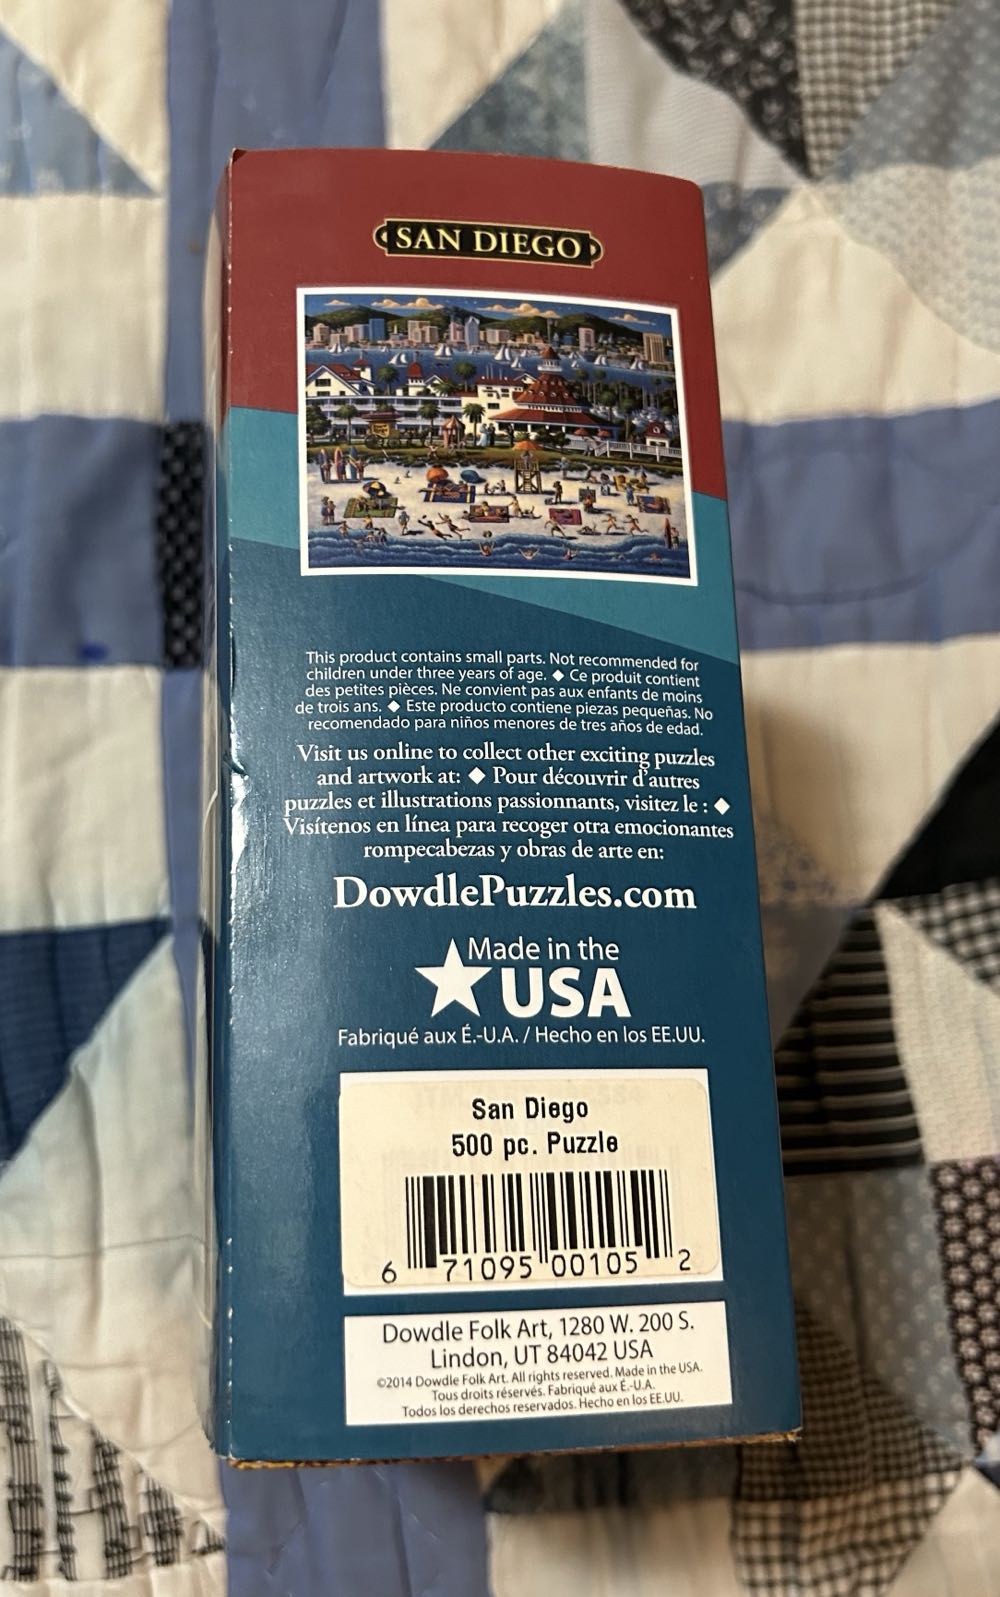 SAN DIEGO
This product contains small parts. Not recommended for
children under three years of age. ◆ Ce produit contient
des petites pièces. Ne convient pas aux enfants de moins
de trois ans. ◆ Este producto contiene piezas pequeñas. No
recomendado para niños menores de tres años de edad.
Visit us online to collect other exciting puzzles
and artwork at: ◆ Pour découvrir d'autres
puzzles et illustrations passionnants, visitez le : ◆
Visítenos en línea para recoger otra emocionantes
rompecabezas y obras de arte en:
DowdlePuzzles.com
Made in the
USA
Fabriqué aux É.-U.A. / Hecho en los EE.UU.
San Diego
500 pc. Puzzle
6 71095 00105 2
Dowdle Folk Art, 1280 W. 200 S.
Lindon, UT 84042 USA
©2014 Dowdle Folk Art. All rights reserved. Made in the USA.
Tous droits réservés. Fabriqué aux É.-U.A.
Todos los derechos reservados. Hecho en los EE.UU.